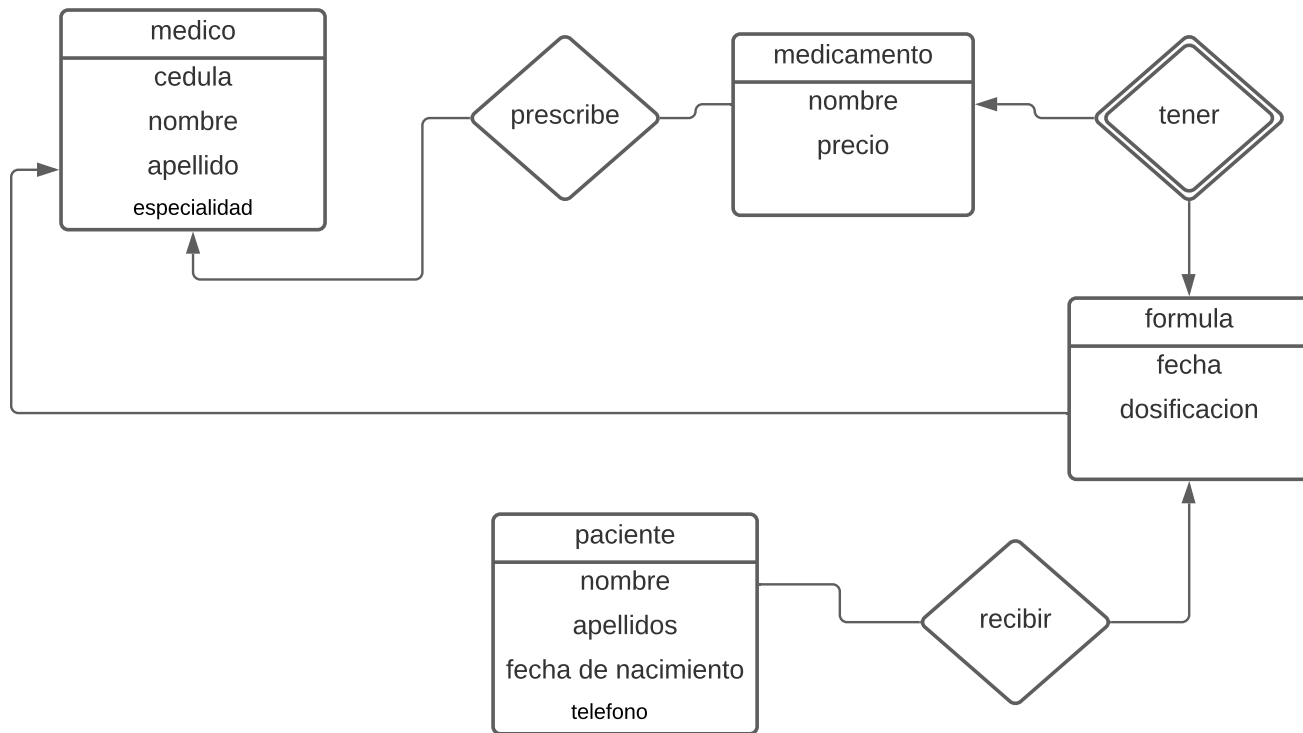 medico
cedula
nombre
apellido
especialidad
prescribe
medicamento
nombre
precio
tener
formula
fecha
dosificacion
paciente
nombre
apellidos
fecha de nacimiento
telefono
recibir